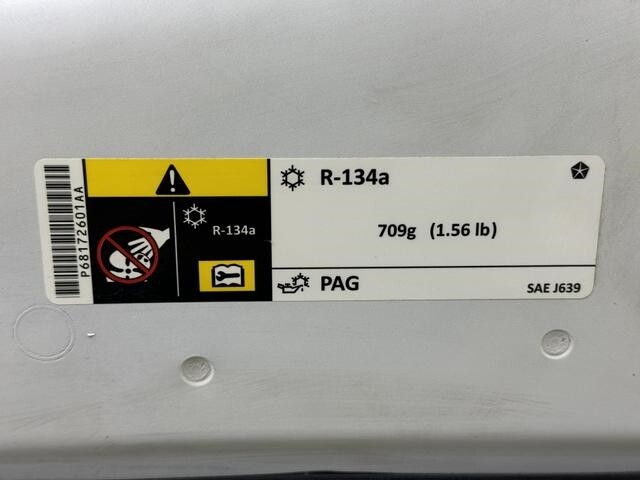 P68172601AA
R-134a
R-134a
709g (1.56 lb)
PAG
SAE J639